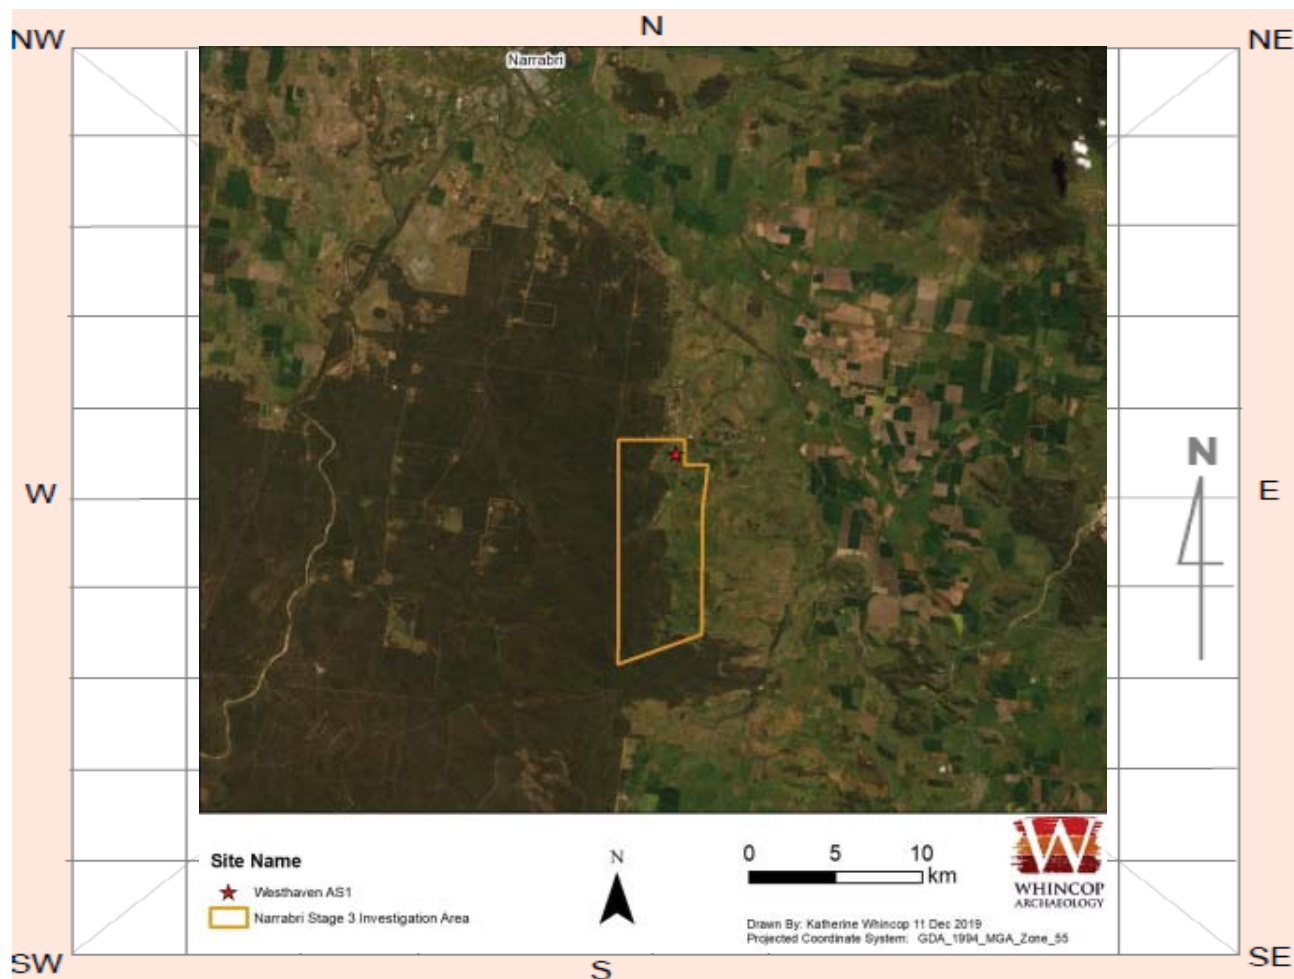 N
NW
NE
Narrabri
W
E
N
Site Name
Westhaven AS1
Narrabri Stage 3 Investigation Area
N
0 5 10
km
W
WHINCOP
ARCHAEOLOGY
Drawn By: Katherine Whincop 11 Dec 2019
Projected Coordinate System: GDA_1994_MGA_Zone_55
SW
S
SE